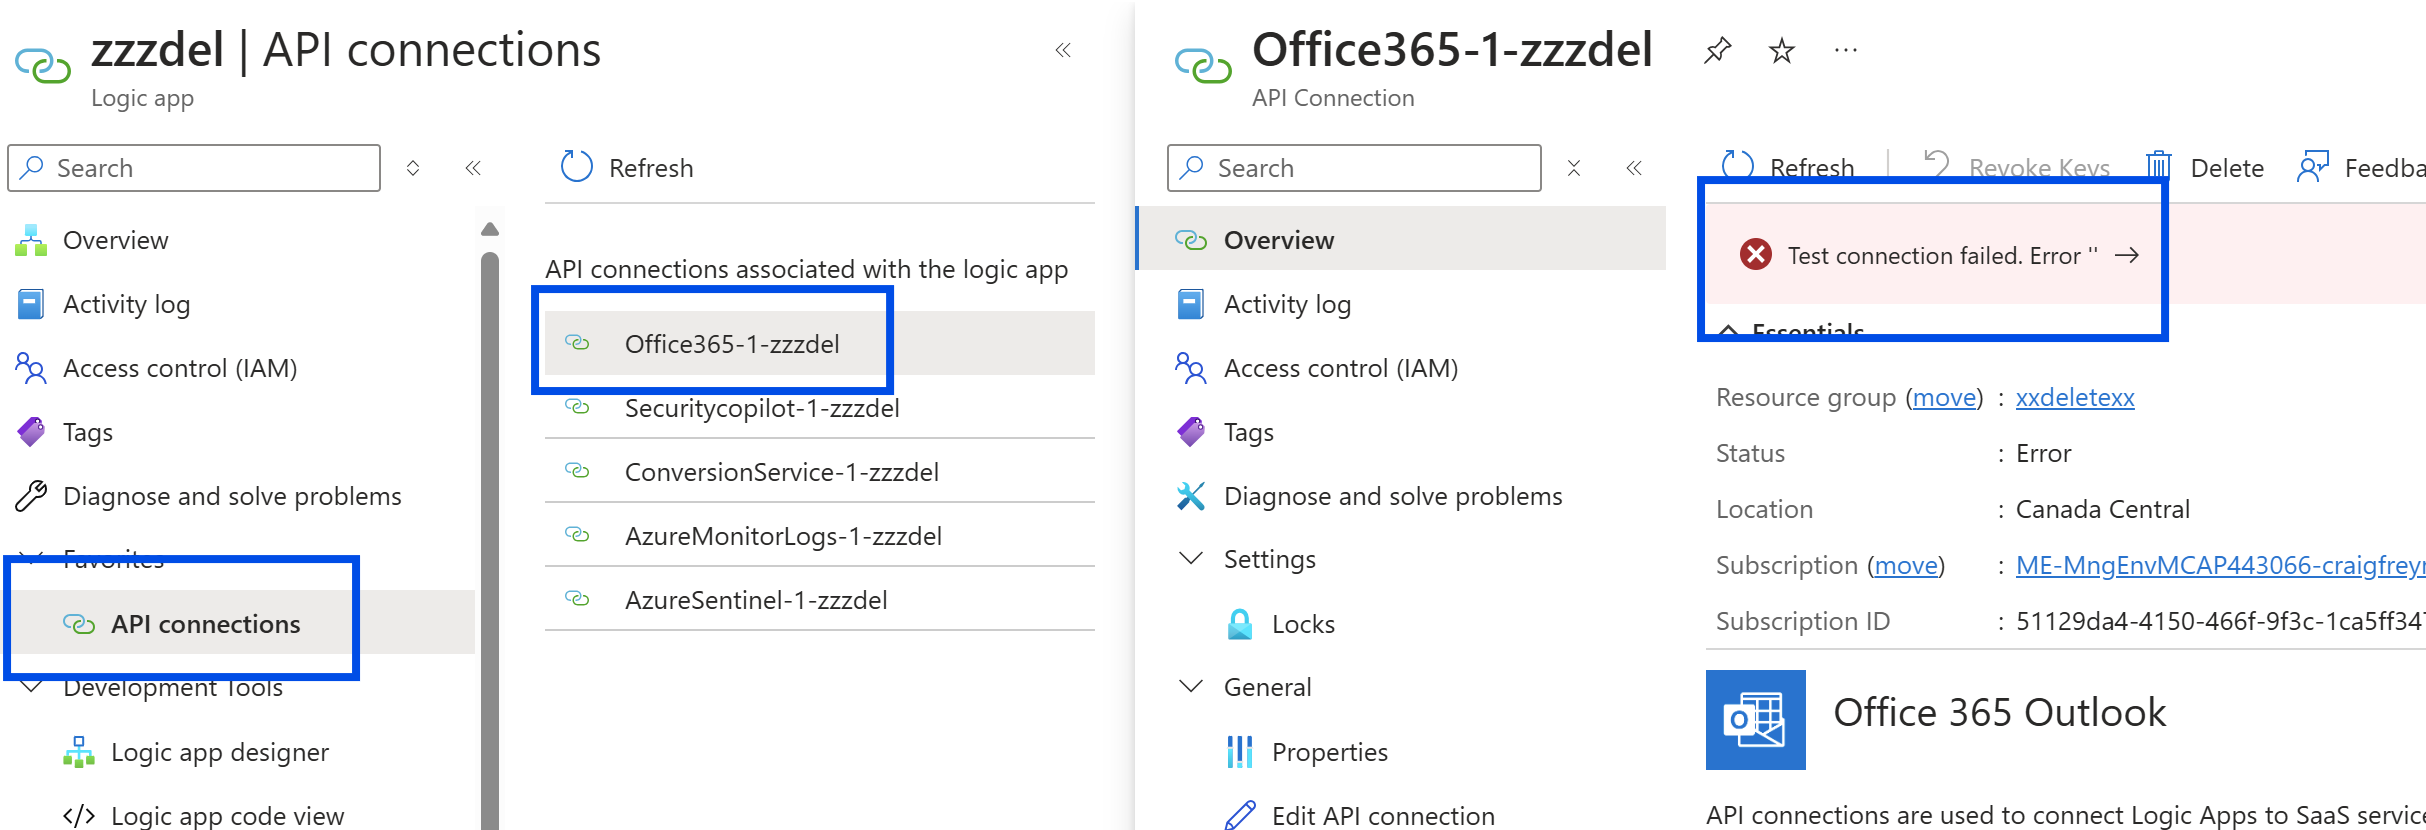 zzzdel | API connections
Logic app
Search
Overview
Activity log
Access control (IAM)
Tags
Diagnose and solve problems
Favorites
API connections
Development Tools
Logic app designer
Logic app code view
Refresh
API connections associated with the logic app
Office365-1-zzzdel
Securitycopilot-1-zzzdel
ConversionService-1-zzzdel
AzureMonitorLogs-1-zzzdel
AzureSentinel-1-zzzdel
Office365-1-zzzdel
API Connection
Search
Overview
Activity log
Access control (IAM)
Tags
Diagnose and solve problems
Settings
Locks
General
Properties
Edit API connection
Refresh Revoke Keys Delete Feedba
Test connection failed. Error '' →
Essentials
Resource group (move) : xxdeletexx
Status : Error
Location : Canada Central
Subscription (move) : ME-MngEnvMCAP443066-craigfreyr
Subscription ID : 51129da4-4150-466f-9f3c-1ca5ff347
Office 365 Outlook
API connections are used to connect Logic Apps to SaaS service